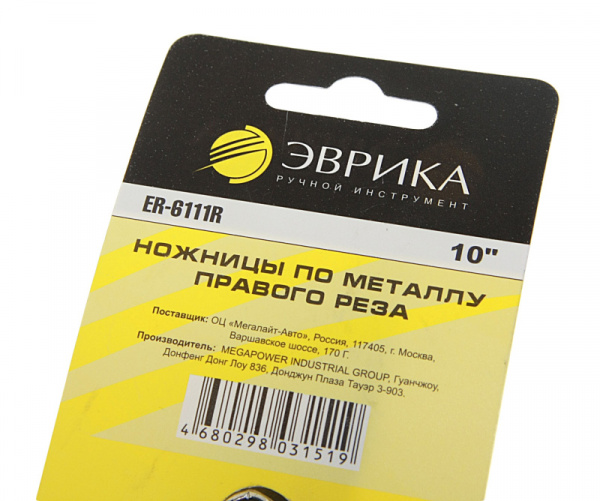 ЭВРИКА
РУЧНОЙ ИНСТРУМЕНТ
ER-6111R
10"
НОЖНИЦЫ ПО МЕТАЛЛУ
ПРАВОГО РЕЗА
Поставщик: ОЦ «Мегалайт-Авто», Россия, 117405, г. Москва,
Варшавское шоссе, 170 Г.
Производитель: MEGAPOWER INDUSTRIAL GROUP, Гуанчжоу,
Донфенг Донг Лоу 836, Донджун Плаза Тауэр 3-903.
4 680298 031519